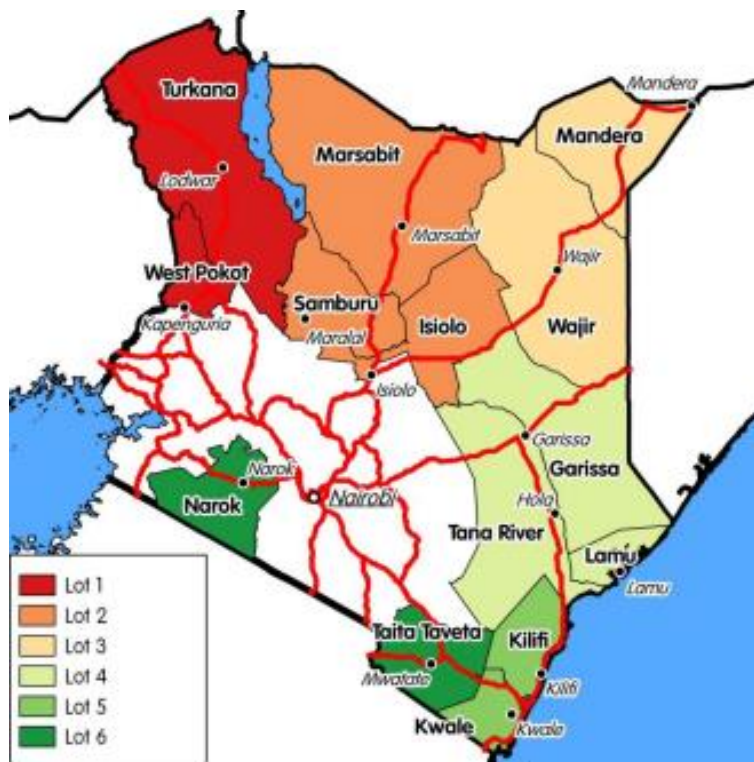 Turkana
Mandera
Mandera
Marsabit
Lodwar
Marsabit
West Pokot
Wajir
Samburu
Isiolo
Wajir
Kapenguria
Maralal
Isiolo
Garissa
Garissa
Narok
Narok
Nairobi
Hola
Tana River
Lamu
Lamu
Taita Taveta
Kilifi
Mwatate
Kilifi
Kwale
Kwale
Lot 1
Lot 2
Lot 3
Lot 4
Lot 5
Lot 6